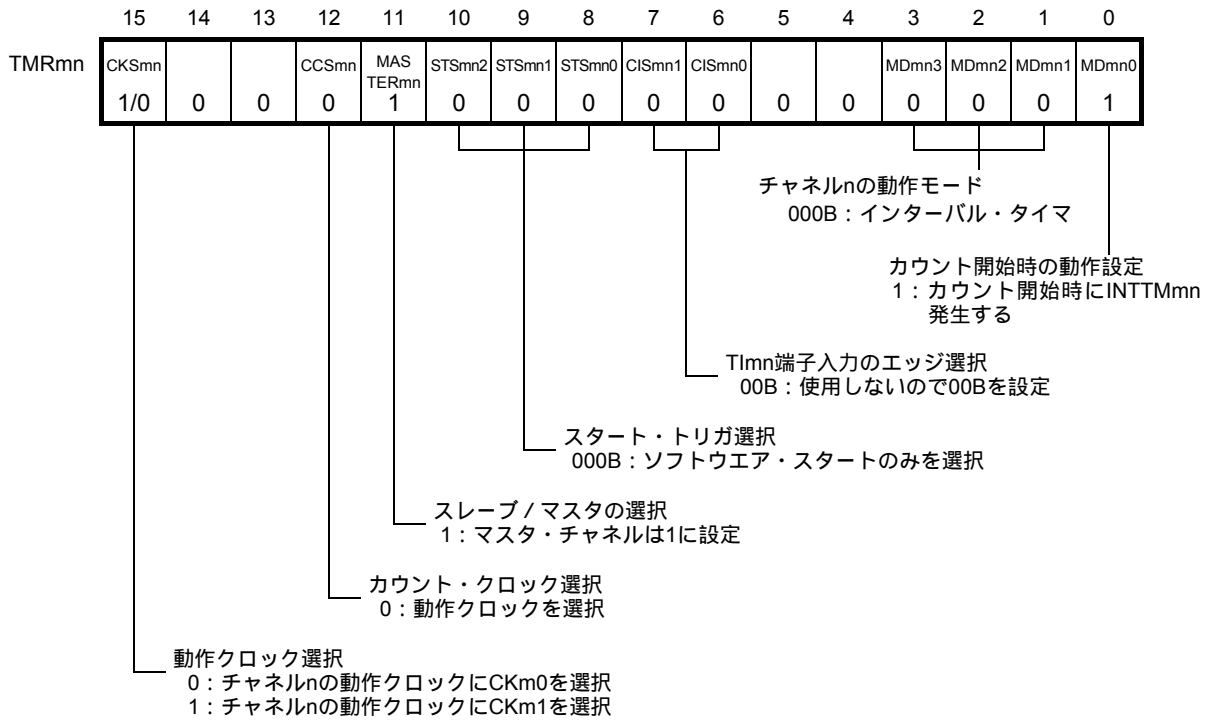 15 14 13 12 11 10 9 8 7 6 5 4 3 2 1 0
TMRmn CKSmn CCSmn MAS STSmn2 STSmn1 STSmn0 CISmn1 CISmn0 MDmn3 MDmn2 MDmn1 MDmn0
TERmn
1/0 0 0 0 1 0 0 0 0 0 0 0 0 0 0 1
チャネルnの動作モード
000B：インターバル・タイマ
カウント開始時の動作設定
1：カウント開始時にINTTMmn
発生する
TImn端子入力のエッジ選択
00B：使用しないので00Bを設定
スタート・トリガ選択
000B：ソフトウエア・スタートのみを選択
スレーブ／マスタの選択
1：マスタ・チャネルは1に設定
カウント・クロック選択
0：動作クロックを選択
動作クロック選択
0：チャネルnの動作クロックにCKm0を選択
1：チャネルnの動作クロックにCKm1を選択